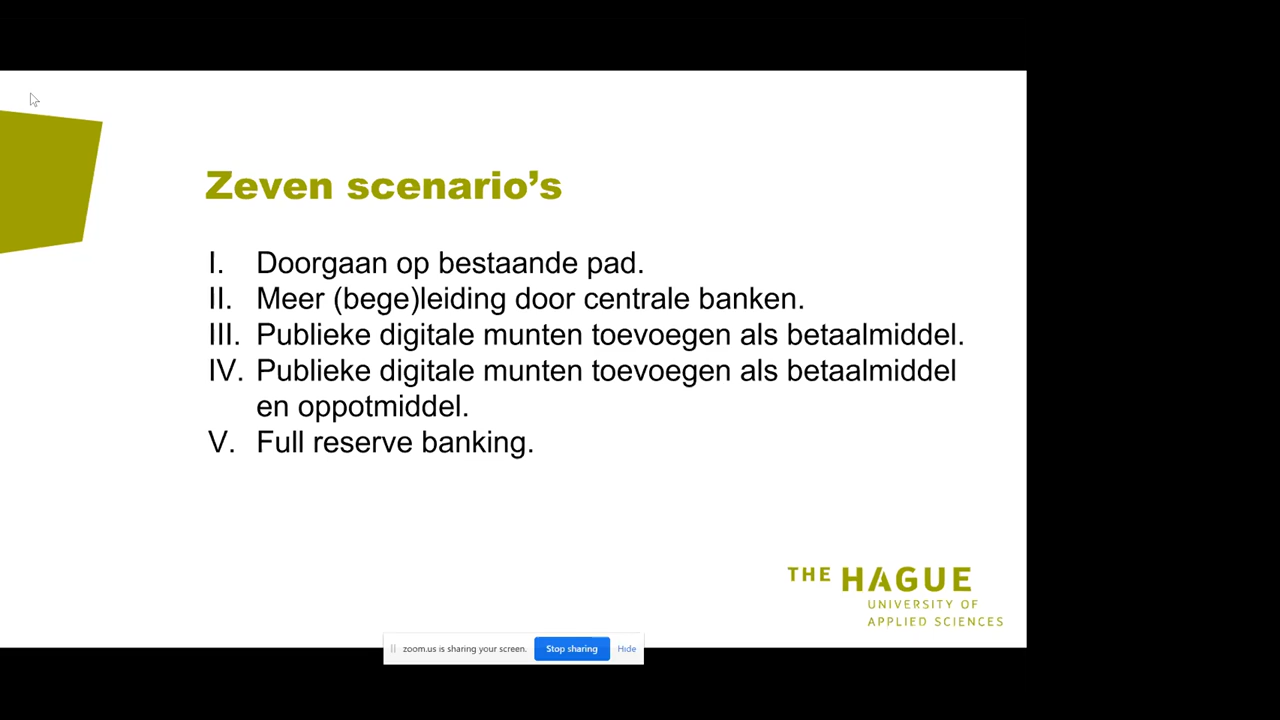 Zeven scenario's
I. Doorgaan op bestaande pad.
II. Meer (bege)leiding door centrale banken.
III. Publieke digitale munten toevoegen als betaalmiddel.
IV. Publieke digitale munten toevoegen als betaalmiddel
en oppotmiddel.
V. Full reserve banking.
THE HAGUE
UNIVERSITY OF
APPLIED SCIENCES
zoom.us is sharing your screen. Stop sharing Hide